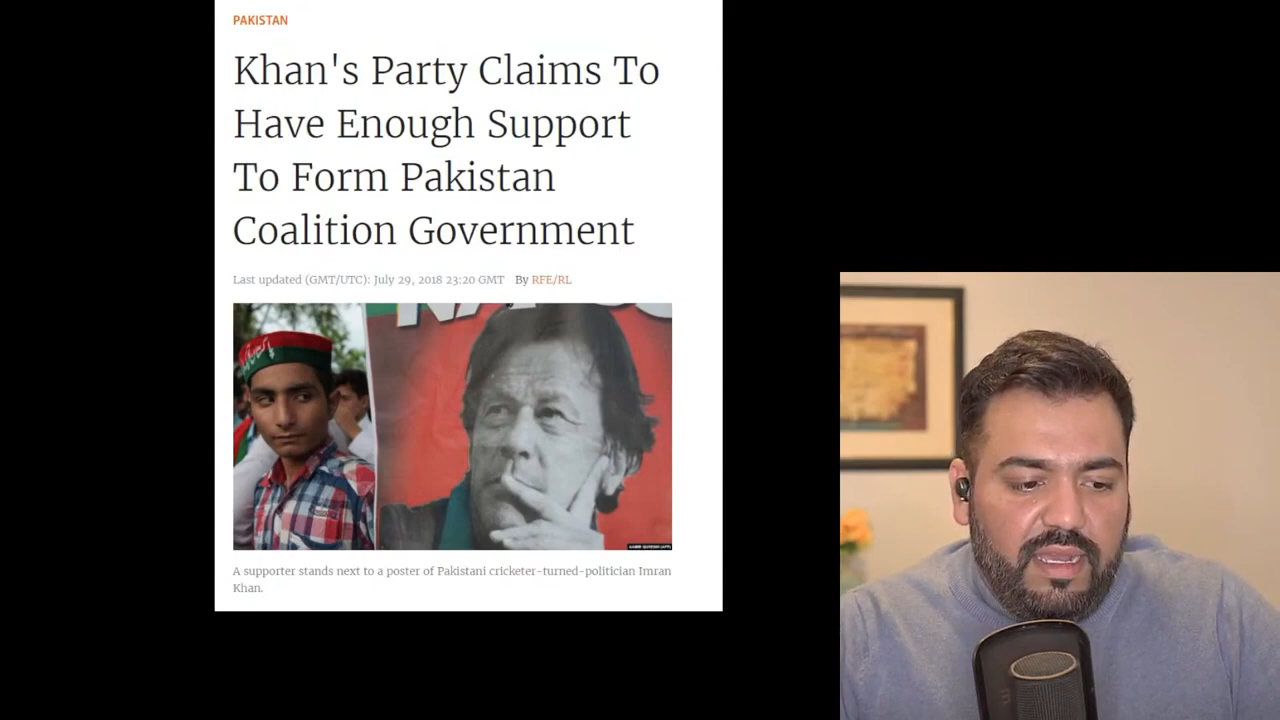 PAKISTAN
Khan's Party Claims To
Have Enough Support
To Form Pakistan
Coalition Government
Last updated (GMT/UTC): July 29, 2018 23:20 GMT By RFE/RL
A supporter stands next to a poster of Pakistani cricketer-turned-politician Imran
Khan.